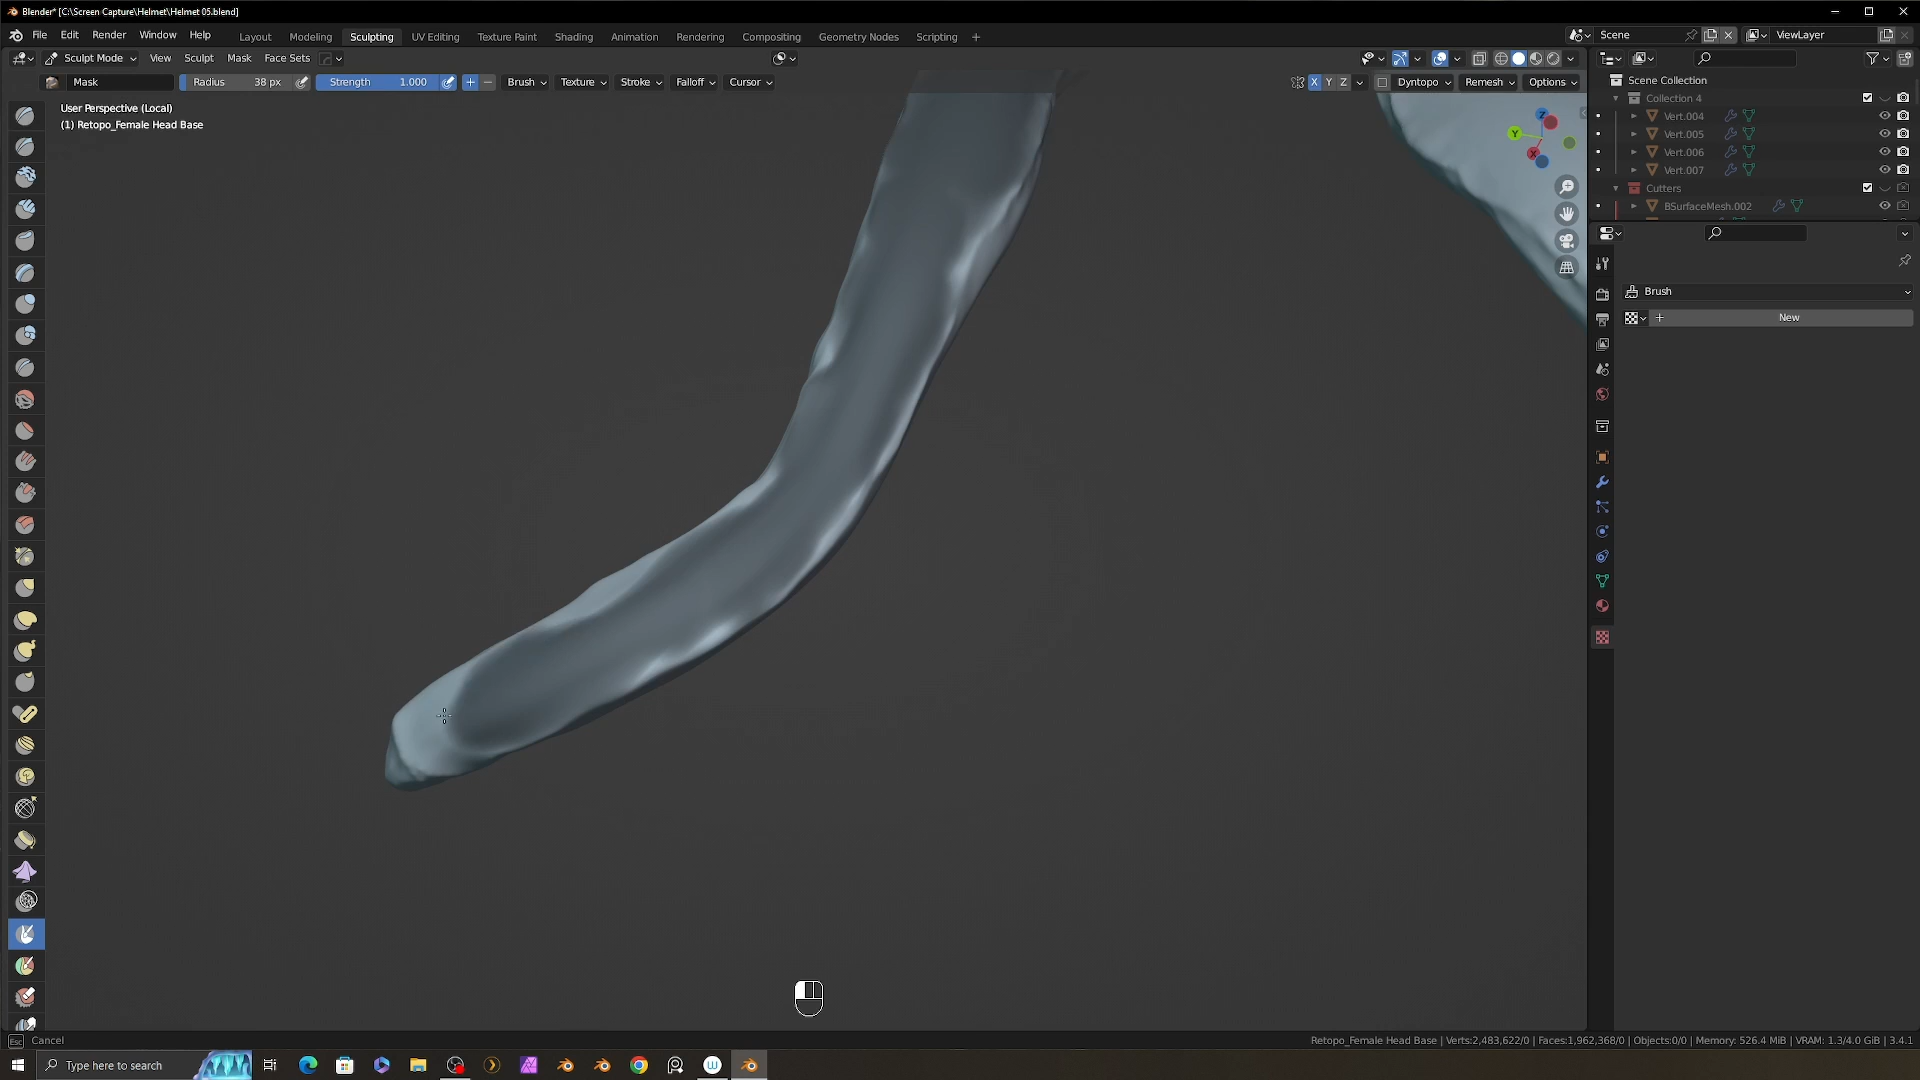 Blender* [C:\Screen Capture\Helmet\Helmet 05.blend]
File Edit Render Window Help Layout Modeling Sculpting UV Editing Texture Paint Shading Animation Rendering Compositing Geometry Nodes Scripting + Scene ViewLayer
Sculpt Mode View Sculpt Mask Face Sets
Mask Radius 38 px Strength 1.000 Brush Texture Stroke Falloff Cursor X Y Z Dyntopo Remesh Options
User Perspective (Local)
(1) Retopo_Female Head Base
Z
Y
X
Scene Collection
Collection 4
Vert.004
Vert.005
Vert.006
Vert.007
Cutters
BSurfaceMesh.002
Brush
New
Esc Cancel
Retopo_Female Head Base | Verts:2,483,622/0 | Faces:1,962,368/0 | Objects:0/0 | Memory: 526.4 MiB | VRAM: 1.3/4.0 GiB | 3.4.1
Type here to search